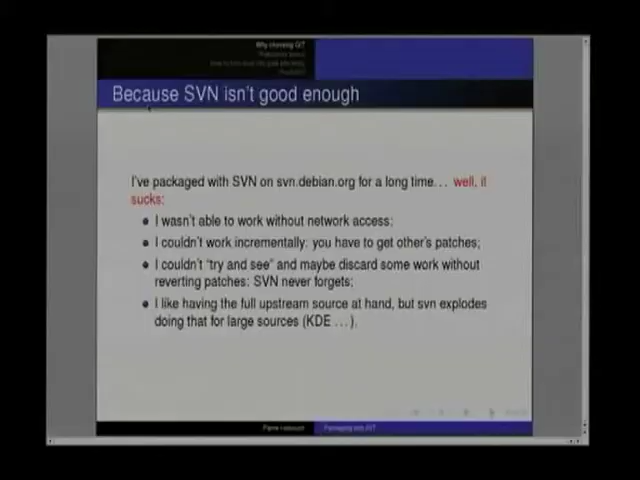 Why choosing GIT
Because SVN isn't good enough
I've packaged with SVN on svn.debian.org for a long time... well, it
sucks:
I wasn't able to work without network access;
I couldn't work incrementally: you have to get other's patches;
I couldn't "try and see" and maybe discard some work without
reverting patches: SVN never forgets;
I like having the full upstream source at hand, but svn explodes
doing that for large sources (KDE ...).
Packaging with GIT